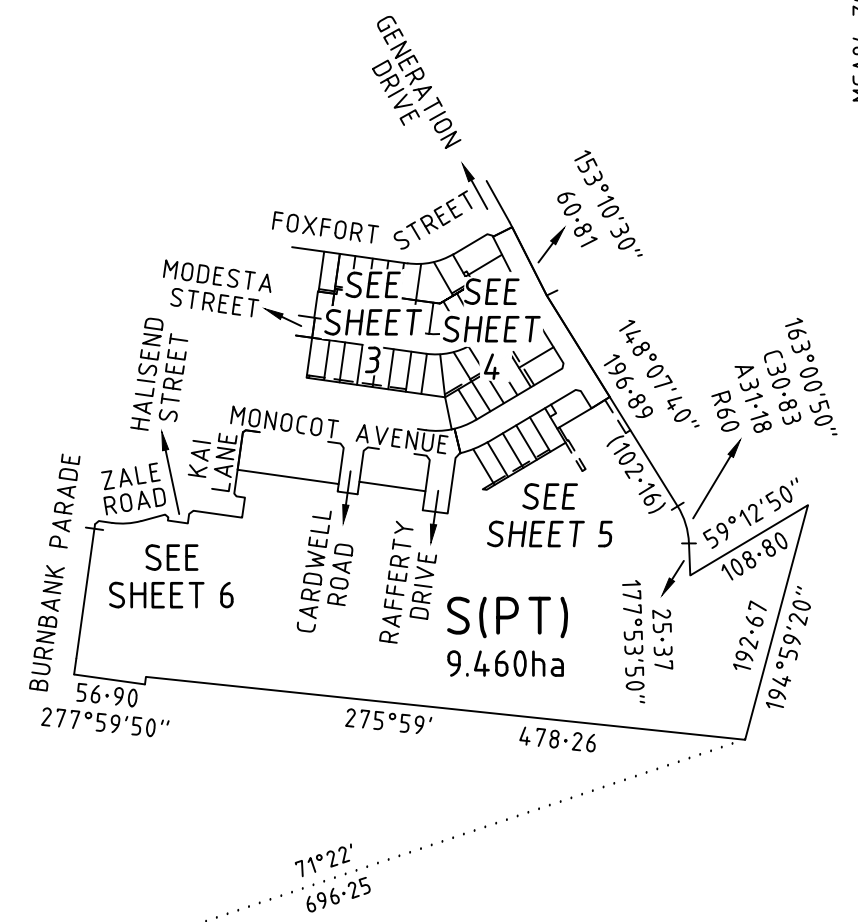 GENERATION
DRIVE
153°10'30"
60·81
FOXFORT STREET
MODESTA
STREET
SEE
SHEET
3
SEE
SHEET
4
148°07'40"
196·89
(102·16)
163°00'50"
C30·83
A31·18
R60
HALISEND
STREET
MONOCOT AVENUE
KAI
LANE
ZALE
ROAD
BURNBANK PARADE
SEE
SHEET 5
59°12'50"
108·80
SEE
SHEET 6
CARDWELL
ROAD
RAFFERTY
DRIVE
S(PT)
9.460ha
25·37
177°53'50"
192·67
194°59'20"
56·90
277°59'50"
275°59'
478·26
71°22'
696·25